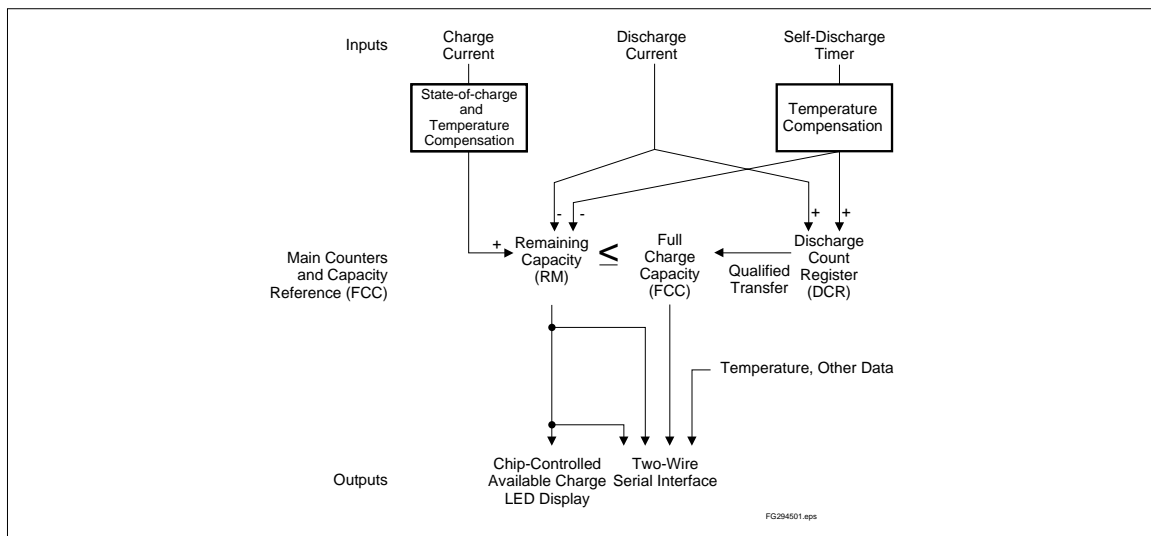 Inputs
Charge
Current
Discharge
Current
Self-Discharge
Timer
State-of-charge
and
Temperature
Compensation
Temperature
Compensation
- -
+ +
+
Remaining
Capacity
(RM)
≤
Full
Charge
Capacity
(FCC)
Qualified
Transfer
Discharge
Count
Register
(DCR)
Main Counters
and Capacity
Reference (FCC)
Temperature, Other Data
Outputs
Chip-Controlled
Available Charge
LED Display
Two-Wire
Serial Interface
FG294501.eps